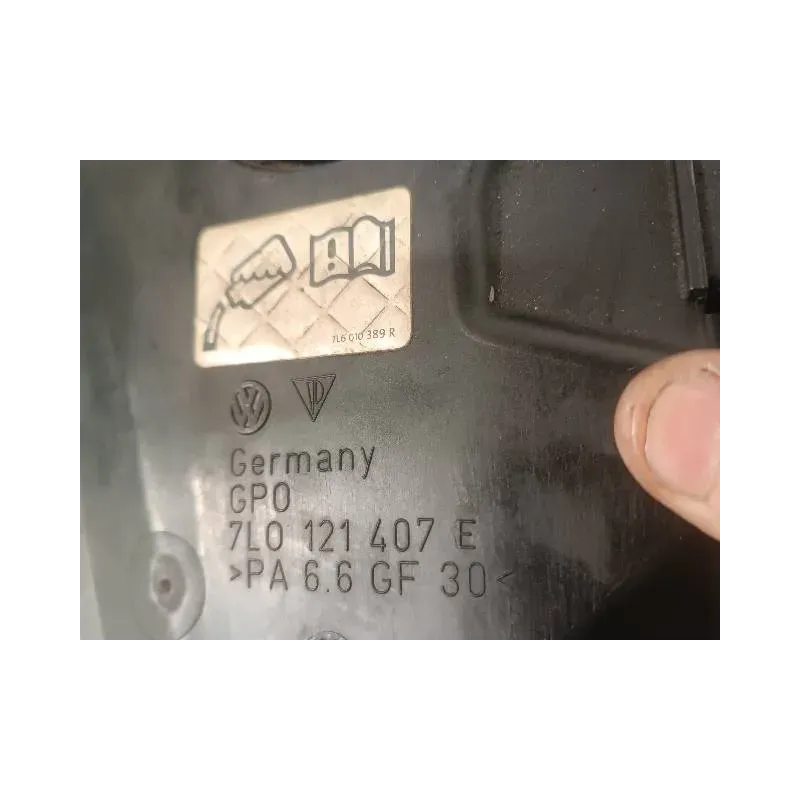 7L6 010 389 R
Germany
GPO
7L0 121 407 E
>PA 6.6 GF 30<